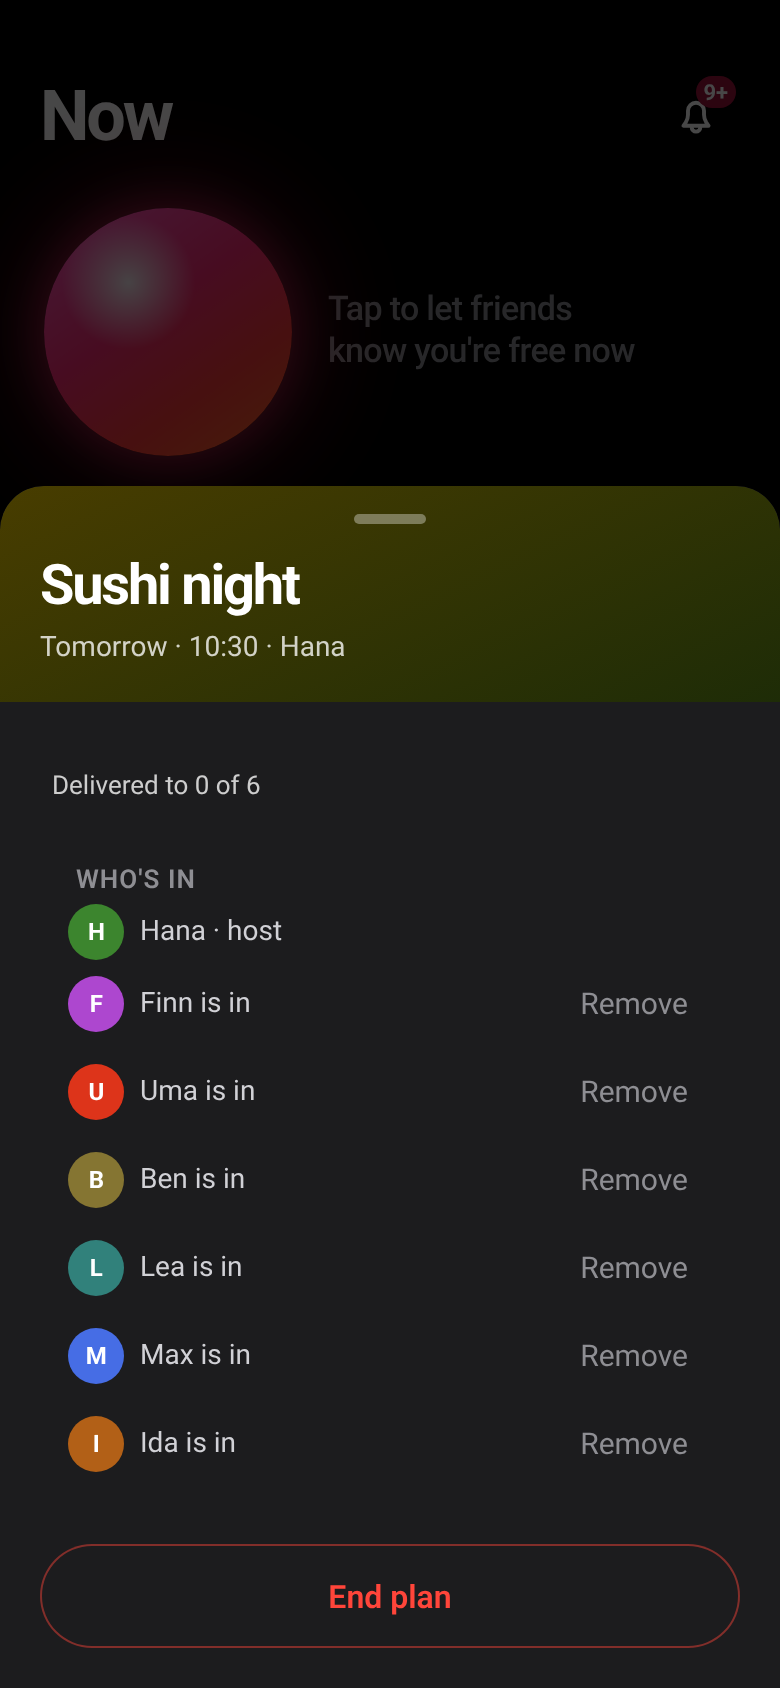 Now
9+
Tap to let friends
know you're free now
Sushi night
Tomorrow · 10:30 · Hana
Delivered to 0 of 6
WHO'S IN
H Hana · host
F Finn is in Remove
U Uma is in Remove
B Ben is in Remove
L Lea is in Remove
M Max is in Remove
I Ida is in Remove
End plan